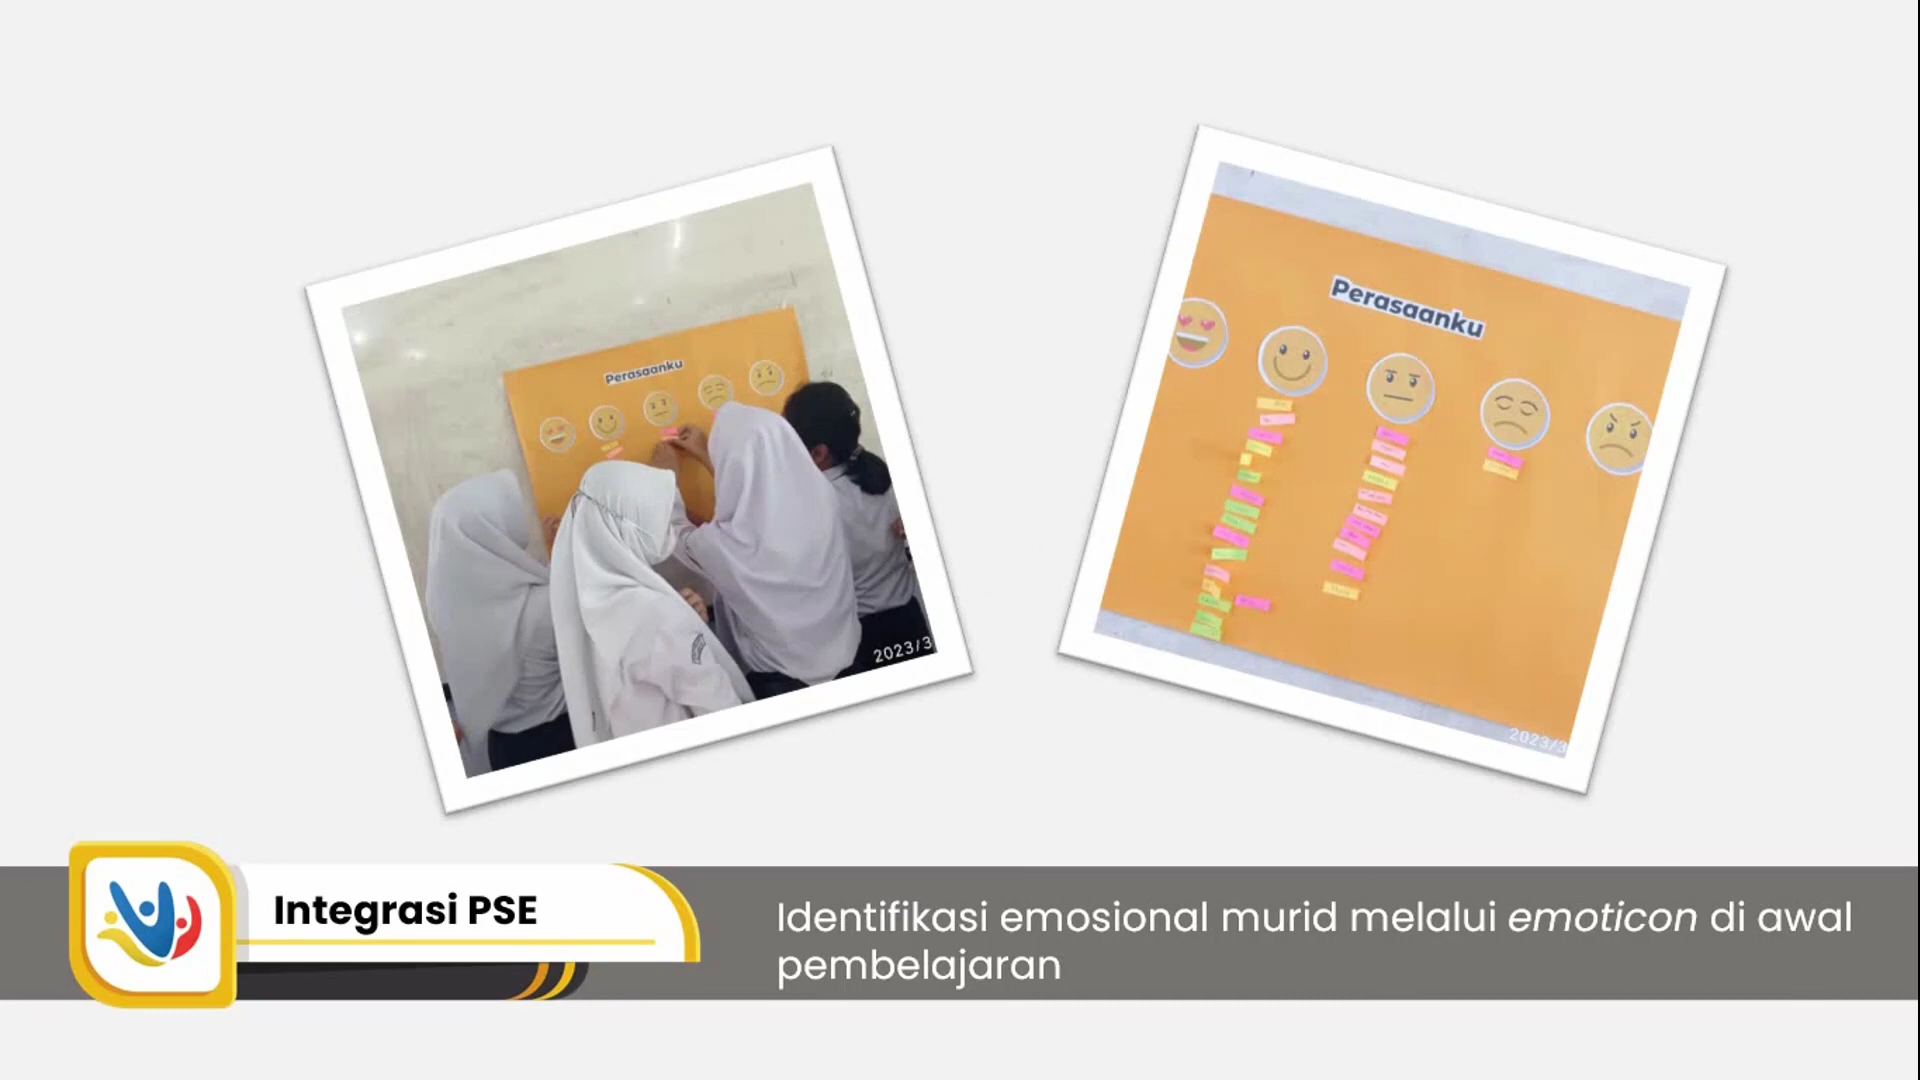 Perasaanku
2023/3
Perasaanku
2023/3
Integrasi PSE
Identifikasi emosional murid melalui emoticon di awal
pembelajaran